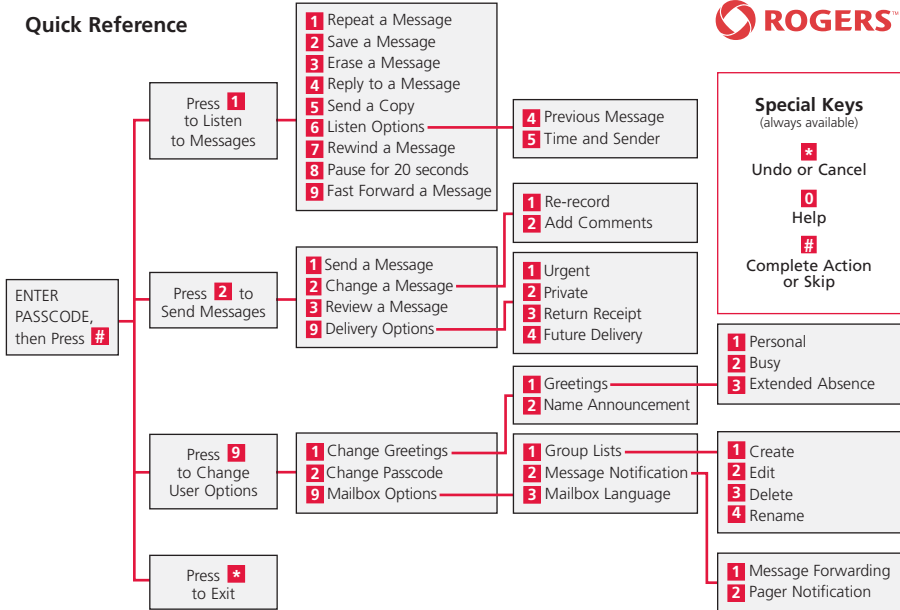 Quick Reference
ROGERS™
ENTER
PASSCODE,
then Press #
Press 1
to Listen
to Messages
1 Repeat a Message
2 Save a Message
3 Erase a Message
4 Reply to a Message
5 Send a Copy
6 Listen Options
7 Rewind a Message
8 Pause for 20 seconds
9 Fast Forward a Message
4 Previous Message
5 Time and Sender
Press 2 to
Send Messages
1 Send a Message
2 Change a Message
3 Review a Message
9 Delivery Options
1 Re-record
2 Add Comments
1 Urgent
2 Private
3 Return Receipt
4 Future Delivery
Press 9
to Change
User Options
1 Change Greetings
2 Change Passcode
9 Mailbox Options
1 Greetings
2 Name Announcement
1 Personal
2 Busy
3 Extended Absence
1 Group Lists
2 Message Notification
3 Mailbox Language
1 Create
2 Edit
3 Delete
4 Rename
1 Message Forwarding
2 Pager Notification
Press *
to Exit
Special Keys
(always available)
*
Undo or Cancel
0
Help
#
Complete Action
or Skip